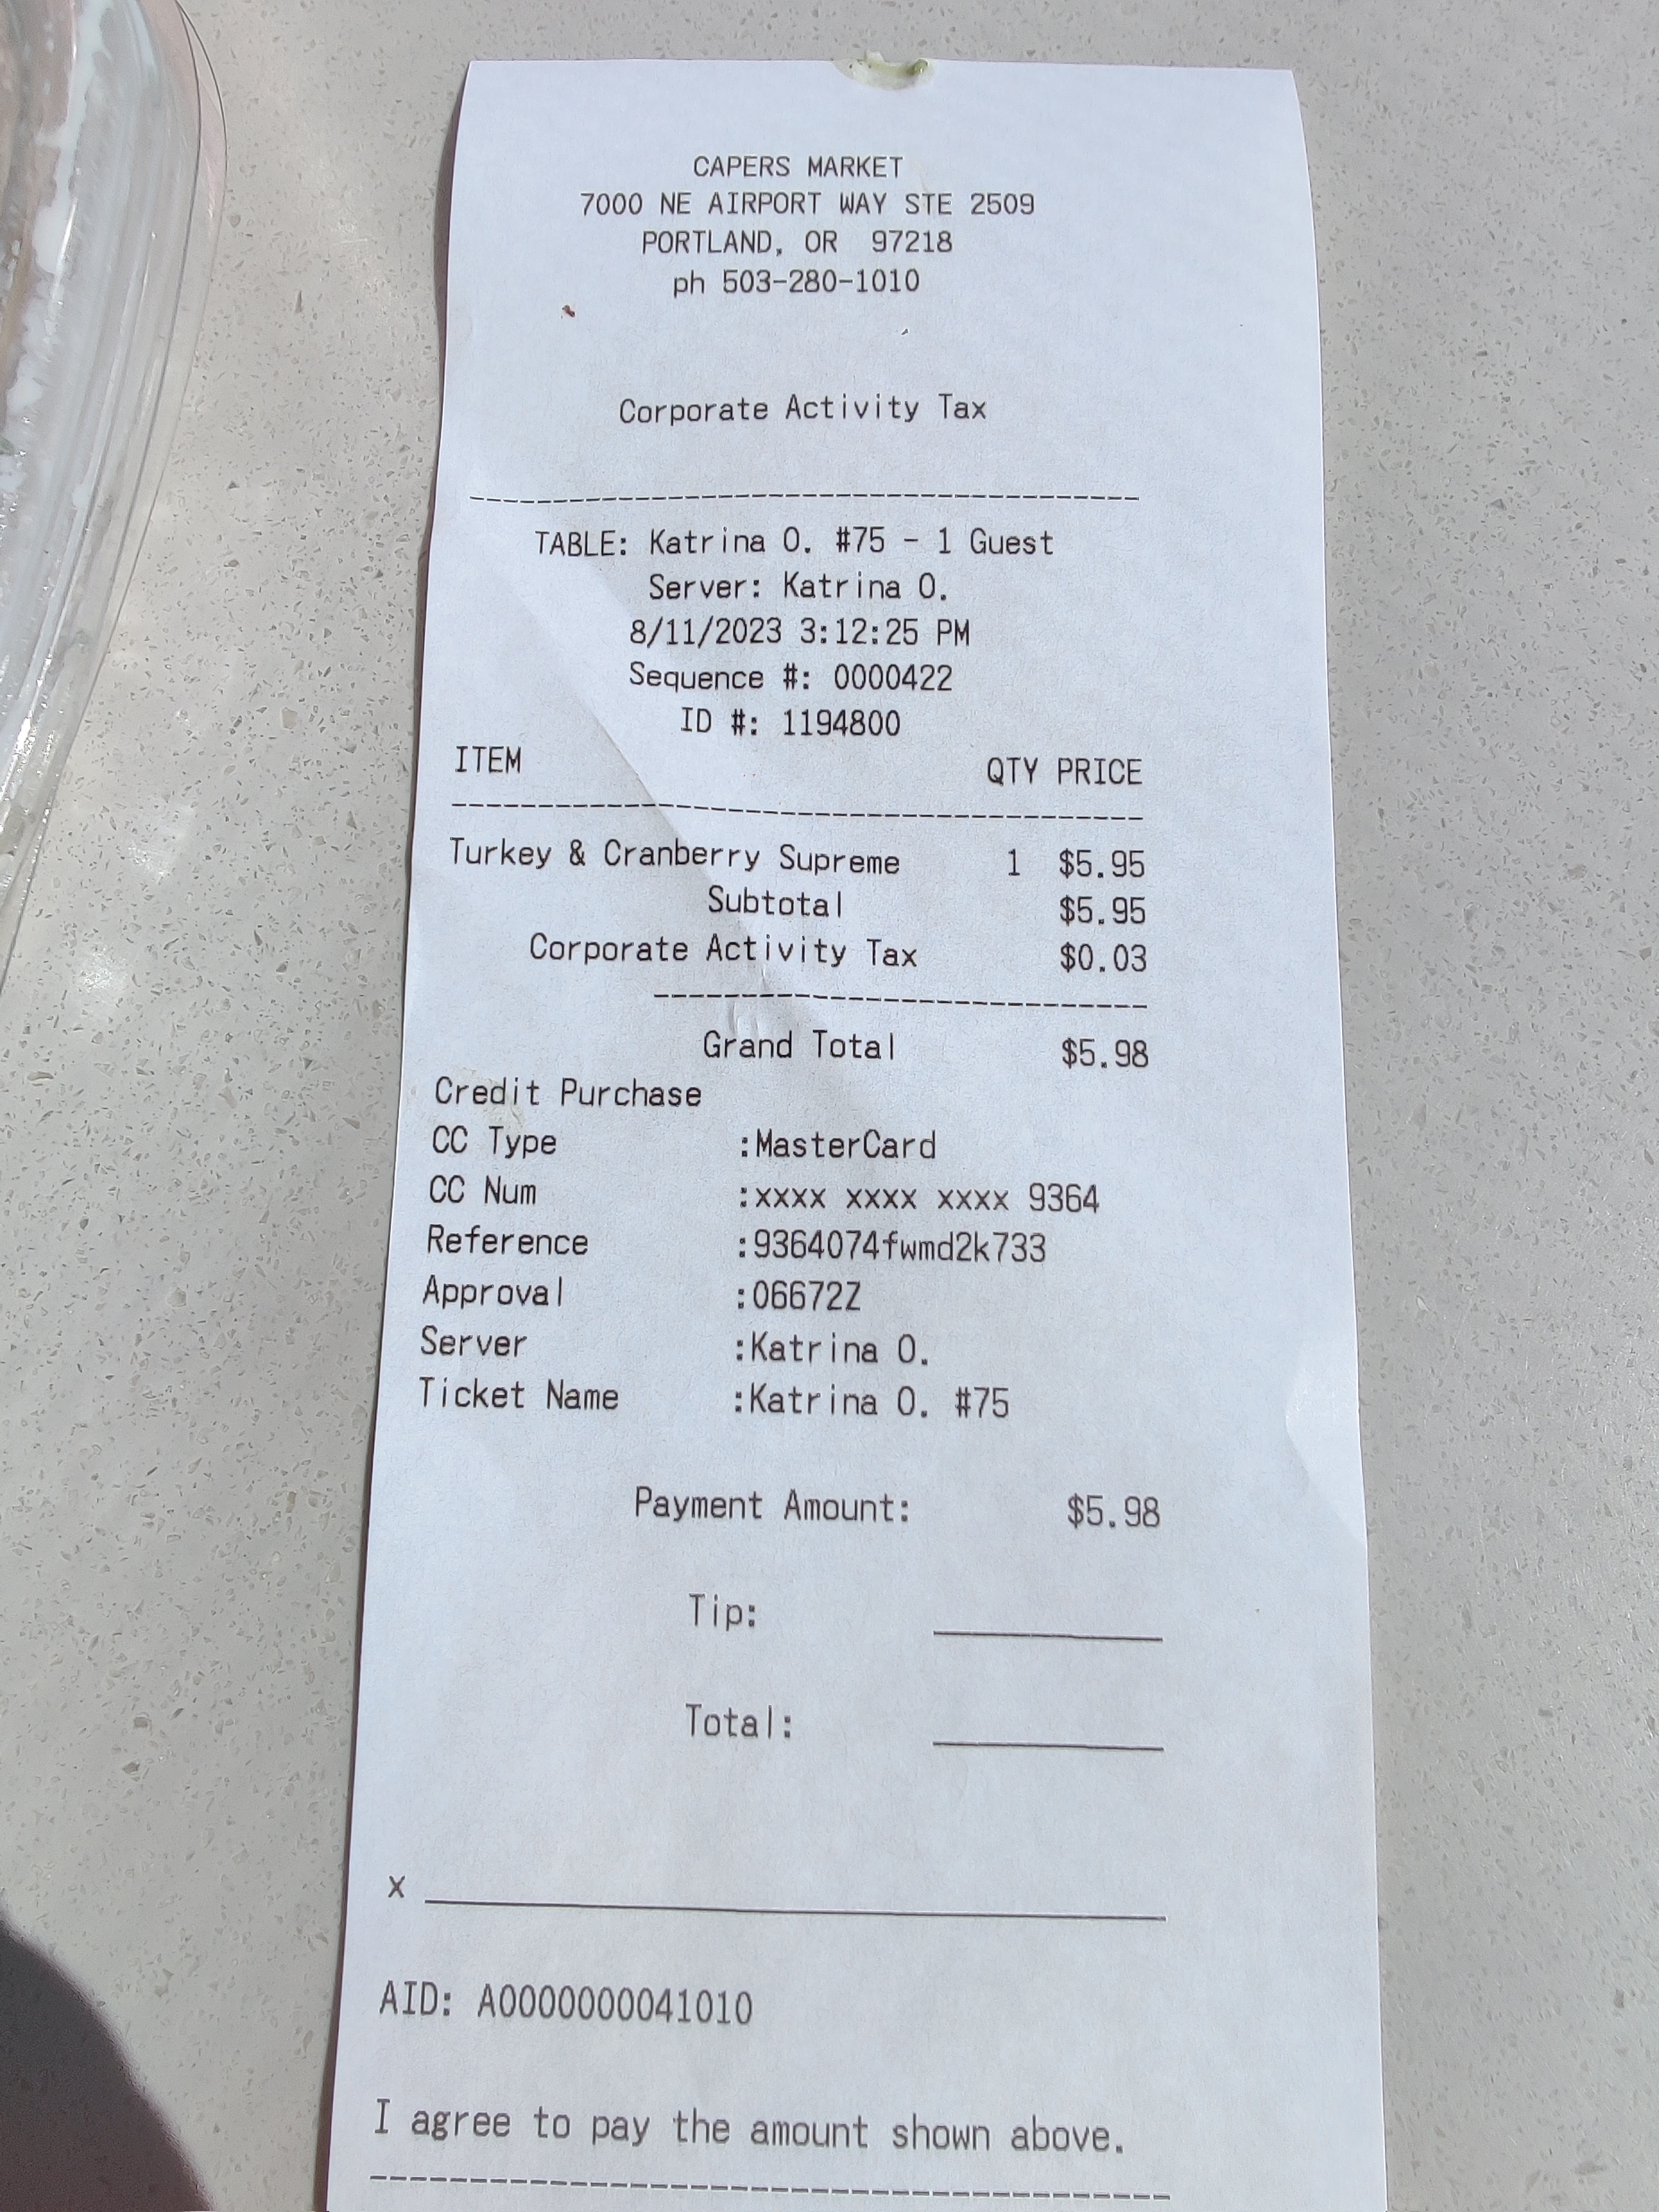 CAPERS MARKET
7000 NE AIRPORT WAY STE 2509
PORTLAND, OR 97218
ph 503-280-1010
Corporate Activity Tax
TABLE: Katrina O. #75 - 1 Guest
Server: Katrina O.
8/11/2023 3:12:25 PM
Sequence #: 0000422
ID #: 1194800
ITEM QTY PRICE
Turkey & Cranberry Supreme 1 $5.95
Subtotal $5.95
Corporate Activity Tax $0.03
Grand Total $5.98
Credit Purchase
CC Type :MasterCard
CC Num :xxxx xxxx xxxx 9364
Reference :9364074fwmd2k733
Approval :06672Z
Server :Katrina O.
Ticket Name :Katrina O. #75
Payment Amount: $5.98
Tip:
Total:
x
AID: A0000000041010
I agree to pay the amount shown above.